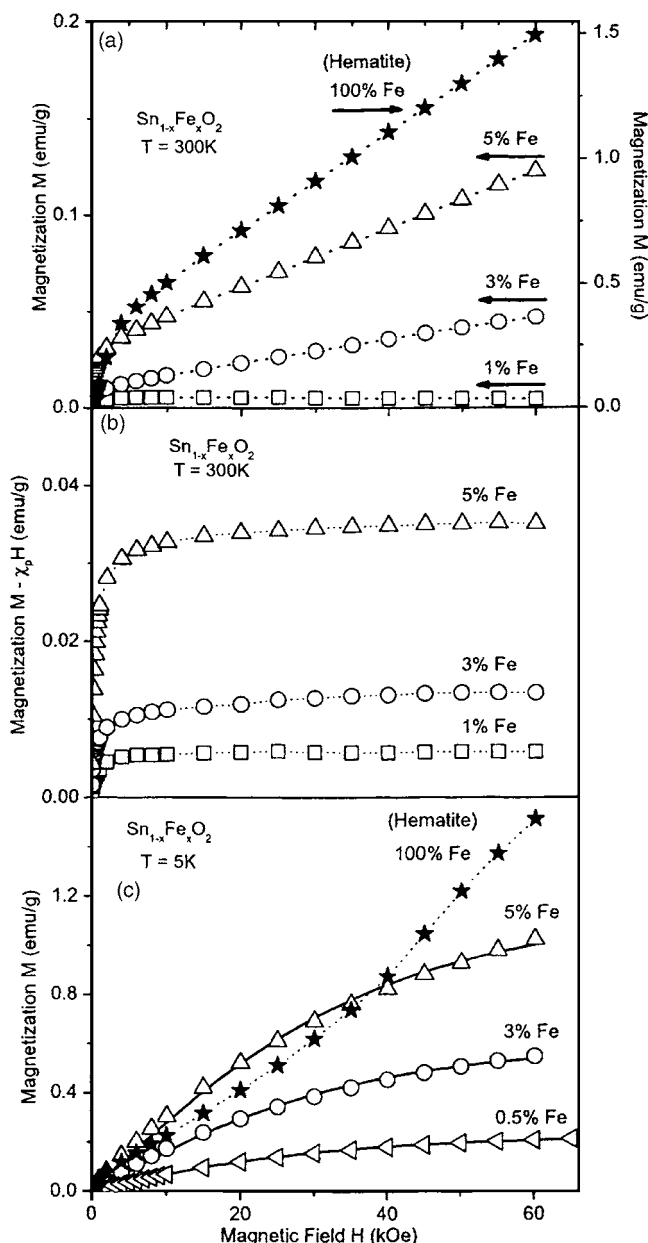 (a)
0.2
0.1
0.0
Magnetization M (emu/g)
Sn1-xFexO2
T = 300K
(Hematite)
100% Fe
5% Fe
3% Fe
1% Fe
1.5
1.0
0.5
0.0
Magnetization M (emu/g)
(b)
Sn1-xFexO2
T = 300K
0.04
0.02
0.00
Magnetization M - χpH (emu/g)
5% Fe
3% Fe
1% Fe
Sn1-xFexO2
T = 5K
(c)
1.2
0.8
0.4
0.0
Magnetization M (emu/g)
(Hematite)
100% Fe
5% Fe
3% Fe
0.5% Fe
0
20
40
60
Magnetic Field H (kOe)